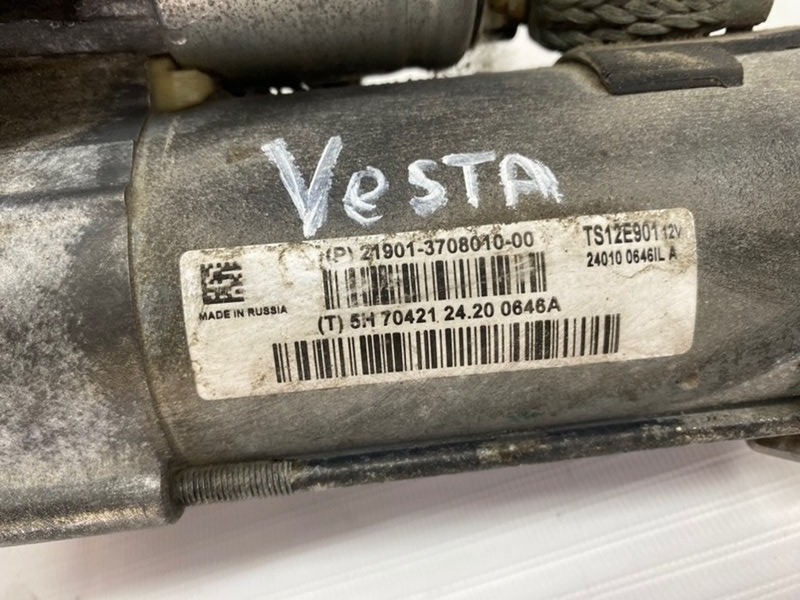 VeSTA
(P) 21901-3708010-00
TS12E901 12V
24010 0646IL A
MADE IN RUSSIA
(T) 5H 70421 24.20 0646A